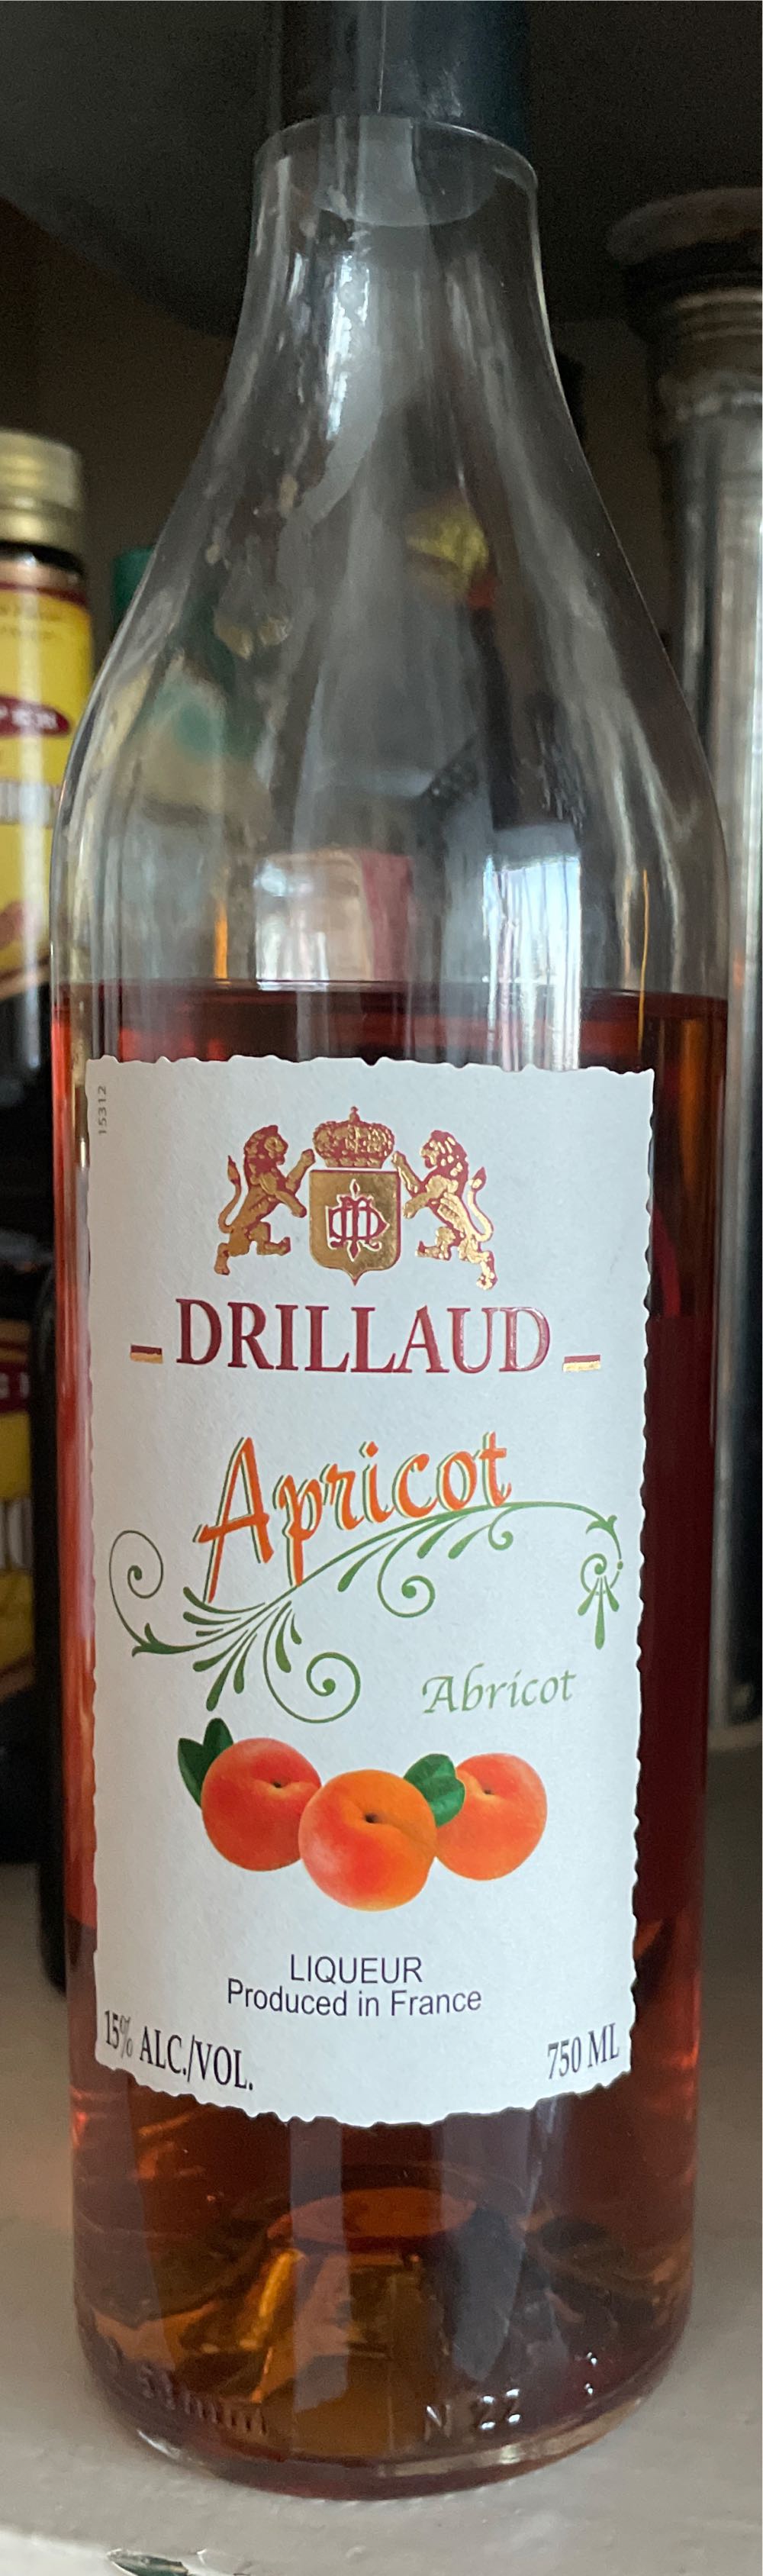 15312
DRILLAUD
Apricot
Abricot
LIQUEUR
Produced in France
15% ALC./VOL.
750 ML
N 22